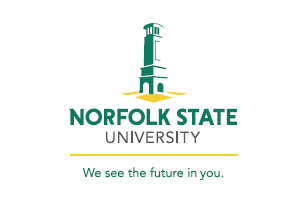 NORFOLK STATE
UNIVERSITY
We see the future in you.